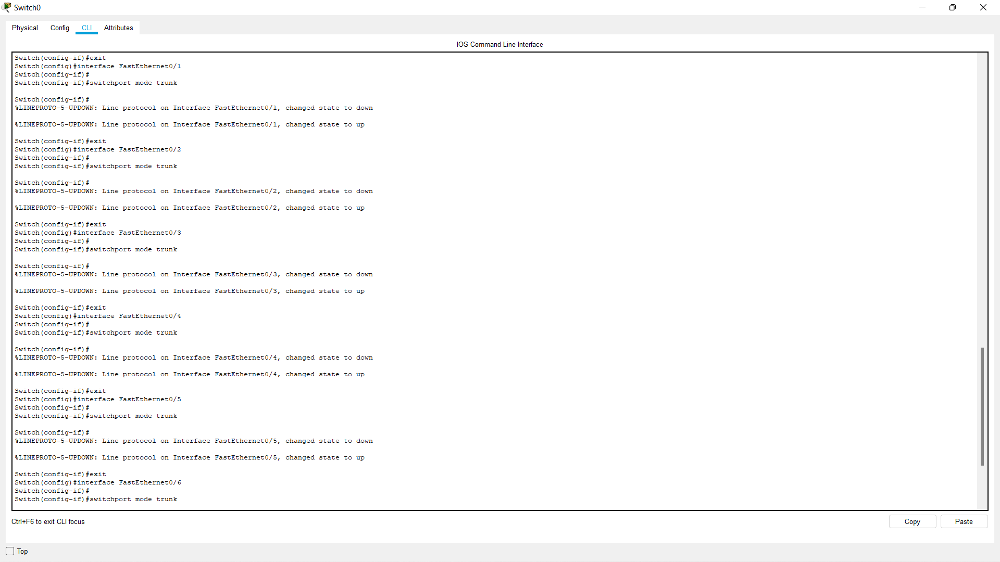 Switch0
Physical Config CLI Attributes
IOS Command Line Interface
Switch(config-if)#exit
Switch(config)#interface FastEthernet0/1
Switch(config-if)#
Switch(config-if)#switchport mode trunk
Switch(config-if)#
%LINEPROTO-5-UPDOWN: Line protocol on Interface FastEthernet0/1, changed state to down
%LINEPROTO-5-UPDOWN: Line protocol on Interface FastEthernet0/1, changed state to up
Switch(config-if)#exit
Switch(config)#interface FastEthernet0/2
Switch(config-if)#
Switch(config-if)#switchport mode trunk
Switch(config-if)#
%LINEPROTO-5-UPDOWN: Line protocol on Interface FastEthernet0/2, changed state to down
%LINEPROTO-5-UPDOWN: Line protocol on Interface FastEthernet0/2, changed state to up
Switch(config-if)#exit
Switch(config)#interface FastEthernet0/3
Switch(config-if)#
Switch(config-if)#switchport mode trunk
Switch(config-if)#
%LINEPROTO-5-UPDOWN: Line protocol on Interface FastEthernet0/3, changed state to down
%LINEPROTO-5-UPDOWN: Line protocol on Interface FastEthernet0/3, changed state to up
Switch(config-if)#exit
Switch(config)#interface FastEthernet0/4
Switch(config-if)#
Switch(config-if)#switchport mode trunk
Switch(config-if)#
%LINEPROTO-5-UPDOWN: Line protocol on Interface FastEthernet0/4, changed state to down
%LINEPROTO-5-UPDOWN: Line protocol on Interface FastEthernet0/4, changed state to up
Switch(config-if)#exit
Switch(config)#interface FastEthernet0/5
Switch(config-if)#
Switch(config-if)#switchport mode trunk
Switch(config-if)#
%LINEPROTO-5-UPDOWN: Line protocol on Interface FastEthernet0/5, changed state to down
%LINEPROTO-5-UPDOWN: Line protocol on Interface FastEthernet0/5, changed state to up
Switch(config-if)#exit
Switch(config)#interface FastEthernet0/6
Switch(config-if)#
Switch(config-if)#switchport mode trunk
Ctrl+F6 to exit CLI focus
Copy Paste
Top